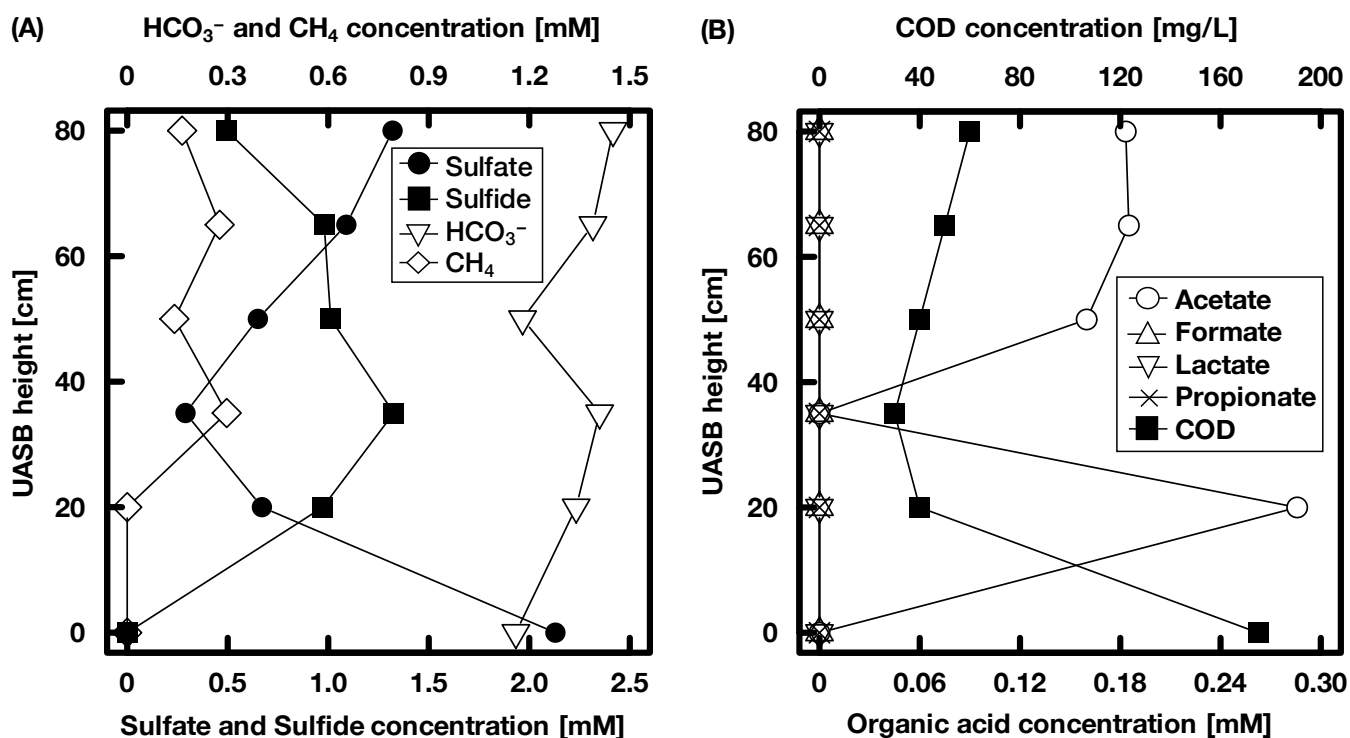 (A)
HCO₃⁻ and CH₄ concentration [mM]
0 0.3 0.6 0.9 1.2 1.5
UASB height [cm]
80
60
40
20
0
Sulfate
Sulfide
HCO₃⁻
CH₄
0 0.5 1.0 1.5 2.0 2.5
Sulfate and Sulfide concentration [mM]
(B)
COD concentration [mg/L]
0 40 80 120 160 200
UASB height [cm]
80
60
40
20
0
Acetate
Formate
Lactate
Propionate
COD
0 0.06 0.12 0.18 0.24 0.30
Organic acid concentration [mM]